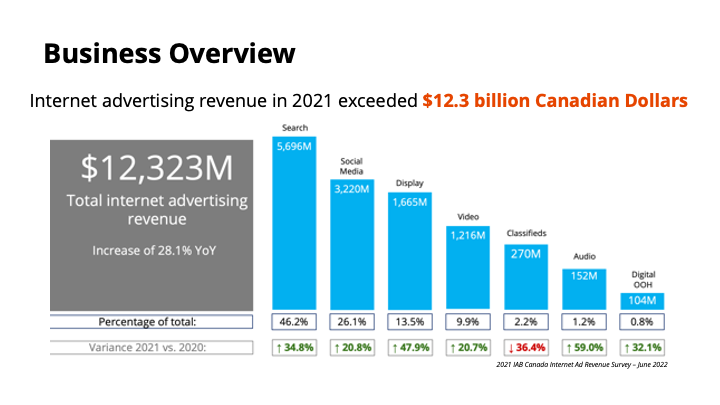 Business Overview
Internet advertising revenue in 2021 exceeded $12.3 billion Canadian Dollars
$12,323M
Total internet advertising
revenue
Increase of 28.1% YoY
Search
5,696M
Social
Media
3,220M
Display
1,665M
Video
1,216M
Classifieds
270M
Audio
152M
Digital
OOH
104M
Percentage of total: 46.2% 26.1% 13.5% 9.9% 2.2% 1.2% 0.8%
Variance 2021 vs. 2020: ↑ 34.8% ↑ 20.8% ↑ 47.9% ↑ 20.7% ↓ 36.4% ↑ 59.0% ↑ 32.1%
2021 IAB Canada Internet Ad Revenue Survey – June 2022